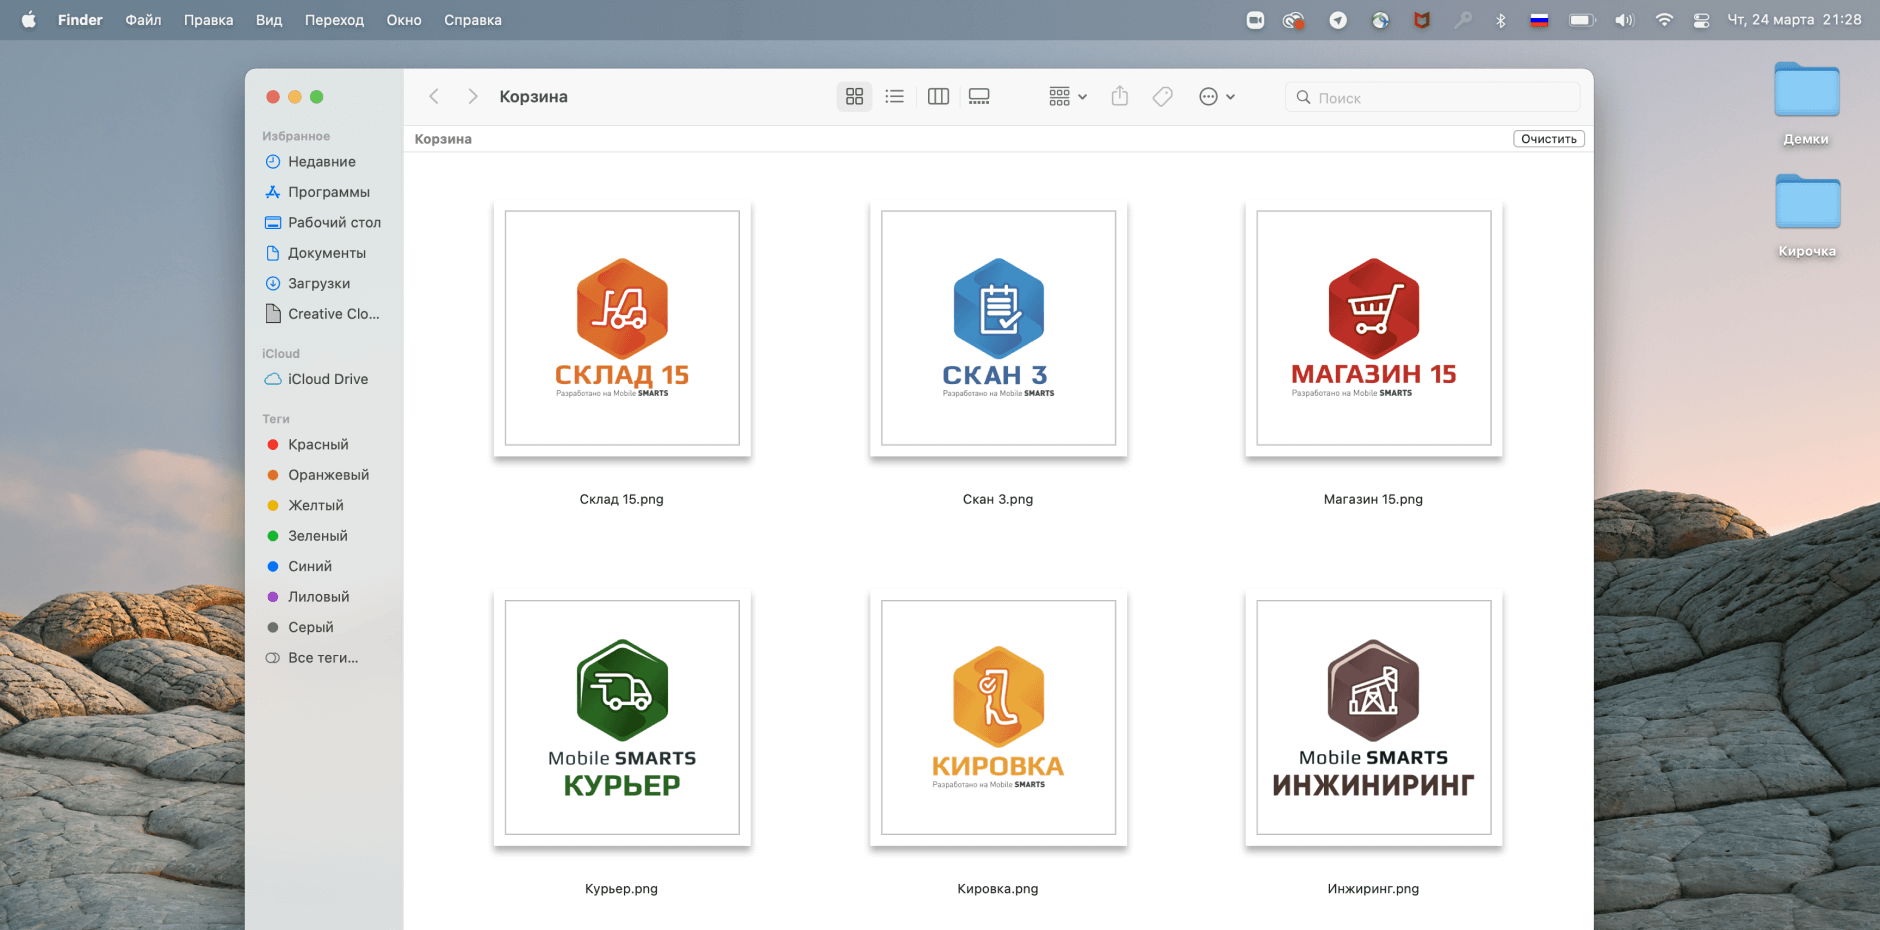 Finder Файл Правка Вид Переход Окно Справка
Чт, 24 марта 21:28
Корзина
Поиск
Корзина
Очистить
Избранное
Недавние
Программы
Рабочий стол
Документы
Загрузки
Creative Clo...
iCloud
iCloud Drive
Теги
Красный
Оранжевый
Желтый
Зеленый
Синий
Лиловый
Серый
Все теги...
СКЛАД 15
Разработано на Mobile SMARTS
Склад 15.png
СКАН 3
Разработано на Mobile SMARTS
Скан 3.png
МАГАЗИН 15
Разработано на Mobile SMARTS
Магазин 15.png
Mobile SMARTS
КУРЬЕР
Курьер.png
КИРОВКА
Разработано на Mobile SMARTS
Кировка.png
Mobile SMARTS
ИНЖИНИРИНГ
Инжиринг.png
Демки
Кирочка